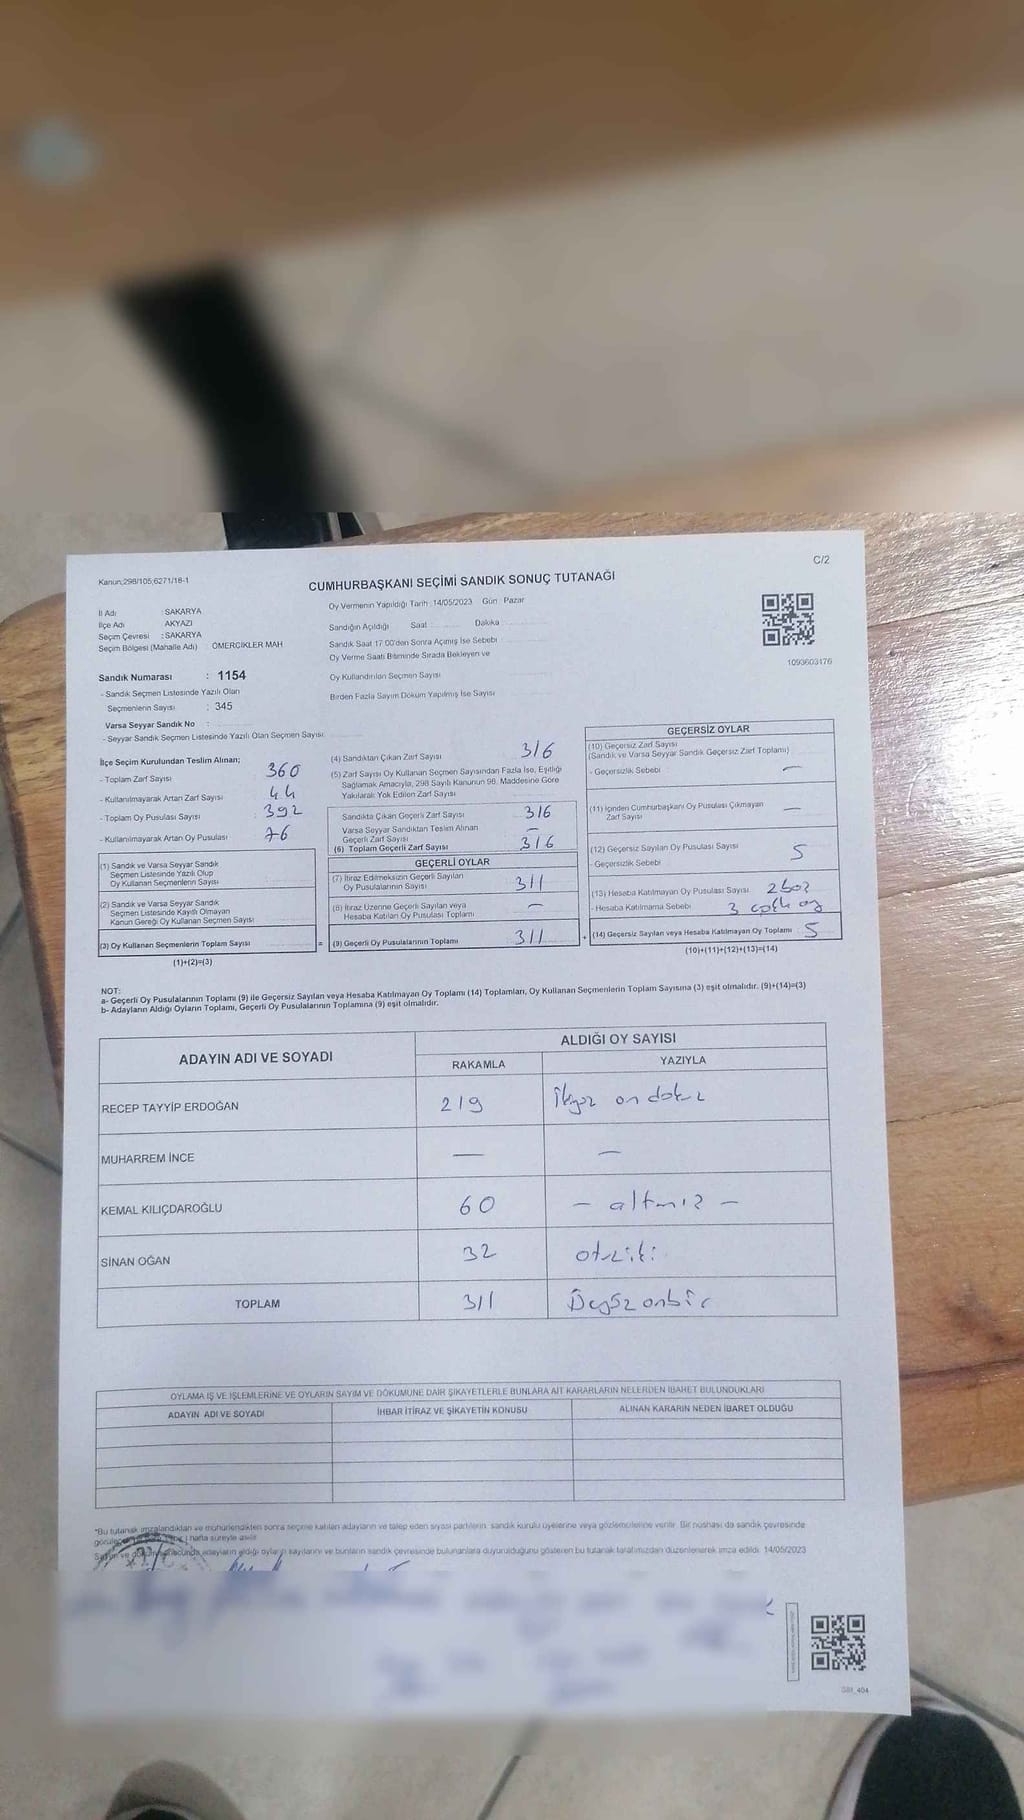 C/2
Kanun;298/105;6271/18-1
CUMHURBAŞKANI SEÇİMİ SANDIK SONUÇ TUTANAĞI
İl Adı : SAKARYA
İlçe Adı AKYAZI
Seçim Çevresi : SAKARYA
Seçim Bölgesi (Mahalle Adı) ÖMERCİKLER MAH
Oy Vermenin Yapıldığı Tarih : 14/05/2023 Gün : Pazar
Sandığın Açıldığı Saat : Dakika
Sandık Saat 17:00'den Sonra Açılmış İse Sebebi
Oy Verme Saati Bitiminde Sırada Bekleyen ve
Oy Kullandırılan Seçmen Sayısı
Birden Fazla Sayım Döküm Yapılmış İse Sayısı
1093603176
Sandık Numarası : 1154
- Sandık Seçmen Listesinde Yazılı Olan
Seçmenlerin Sayısı : 345
Varsa Seyyar Sandık No :
- Seyyar Sandık Seçmen Listesinde Yazılı Olan Seçmen Sayısı:
İlçe Seçim Kurulundan Teslim Alınan;
- Toplam Zarf Sayısı 360
- Kullanılmayarak Artan Zarf Sayısı 44
- Toplam Oy Pusulası Sayısı 392
- Kullanılmayarak Artan Oy Pusulası 76
(1) Sandık ve Varsa Seyyar Sandık
Seçmen Listesinde Yazılı Olup
Oy Kullanan Seçmenlerin Sayısı
(2) Sandık ve Varsa Seyyar Sandık
Seçmen Listesinde Kayıtlı Olmayan
Kanun Gereği Oy Kullanan Seçmen Sayısı
(3) Oy Kullanan Seçmenlerin Toplam Sayısı =
(1)+(2)=(3)
(4) Sandıktan Çıkan Zarf Sayısı 316
(5) Zarf Sayısı Oy Kullanan Seçmen Sayısından Fazla İse, Eşitliği
Sağlamak Amacıyla, 298 Sayılı Kanunun 98. Maddesine Göre
Yakılarak Yok Edilen Zarf Sayısı
Sandıkta Çıkan Geçerli Zarf Sayısı 316
Varsa Seyyar Sandıktan Teslim Alınan
Geçerli Zarf Sayısı —
(6) Toplam Geçerli Zarf Sayısı 316
GEÇERLİ OYLAR
(7) İtiraz Edilmeksizin Geçerli Sayılan
Oy Pusulalarının Sayısı 311
(8) İtiraz Üzerine Geçerli Sayılan veya
Hesaba Katılan Oy Pusulası Toplamı —
(9) Geçerli Oy Pusulalarının Toplamı 311 +
GEÇERSİZ OYLAR
(10) Geçersiz Zarf Sayısı
(Sandık ve Varsa Seyyar Sandık Geçersiz Zarf Toplamı)
- Geçersizlik Sebebi —
(11) İçinden Cumhurbaşkanı Oy Pusulası Çıkmayan
Zarf Sayısı —
(12) Geçersiz Sayılan Oy Pusulası Sayısı 5
- Geçersizlik Sebebi
(13) Hesaba Katılmayan Oy Pusulası Sayısı
- Hesaba Katılmama Sebebi 3
(14) Geçersiz Sayılan veya Hesaba Katılmayan Oy Toplamı 5
(10)+(11)+(12)+(13)=(14)
NOT:
a- Geçerli Oy Pusulalarının Toplamı (9) ile Geçersiz Sayılan veya Hesaba Katılmayan Oy Toplamı (14) Toplamları, Oy Kullanan Seçmenlerin Toplam Sayısına (3) eşit olmalıdır. (9)+(14)=(3)
b- Adayların Aldığı Oyların Toplamı, Geçerli Oy Pusulalarının Toplamına (9) eşit olmalıdır.
ADAYIN ADI VE SOYADI ALDIĞI OY SAYISI
RAKAMLA YAZIYLA
RECEP TAYYİP ERDOĞAN 219 İkiyüz on dokuz
MUHARREM İNCE — —
KEMAL KILIÇDAROĞLU 60 - altmış -
SİNAN OĞAN 32 otuziki
TOPLAM 311 Üçyüz onbir
OYLAMA İŞ VE İŞLEMLERİNE VE OYLARIN SAYIM VE DÖKÜMÜNE DAİR ŞİKAYETLERLE BUNLARA AİT KARARLARIN NELERDEN İBARET BULUNDUKLARI
ADAYIN ADI VE SOYADI İHBAR İTİRAZ VE ŞİKAYETİN KONUSU ALINAN KARARIN NEDEN İBARET OLDUĞU
*Bu tutanak imzalandıktan ve mühürlendikten sonra seçime katılan adayların ve talep eden siyasi partilerin sandık kurulu üyelerine veya gözlemcilerine verilir. Bir nüshası da sandık çevresinde
hafta süreyle asılır.
Sayım ve döküm sonucunda adayların aldığı oyların sayılarını ve bunların sandık çevresinde bulunanlara duyurulduğunu gösteren bu tutanak tarafımızdan düzenlenerek imza edildi. 14/05/2023